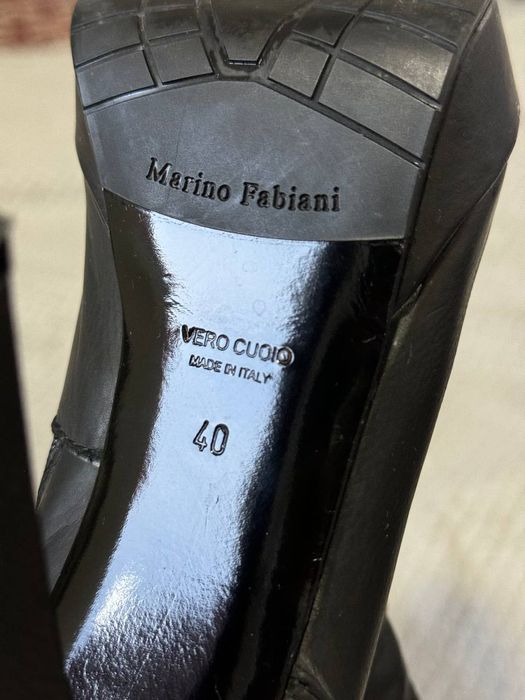 Marino Fabiani
VERO CUOIO
MADE IN ITALY
40